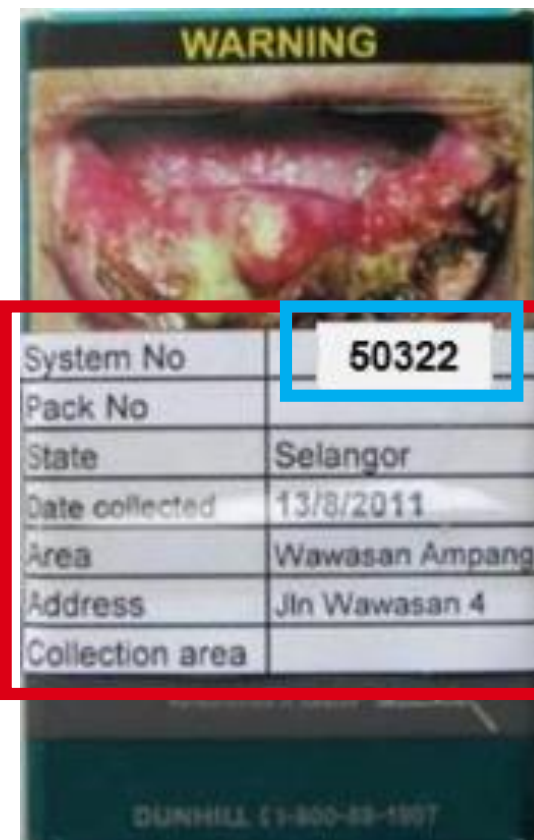 WARNING
System No 50322
Pack No
State Selangor
Date collected 13/8/2011
Area Wawasan Ampang
Address Jln Wawasan 4
Collection area
DUNHILL